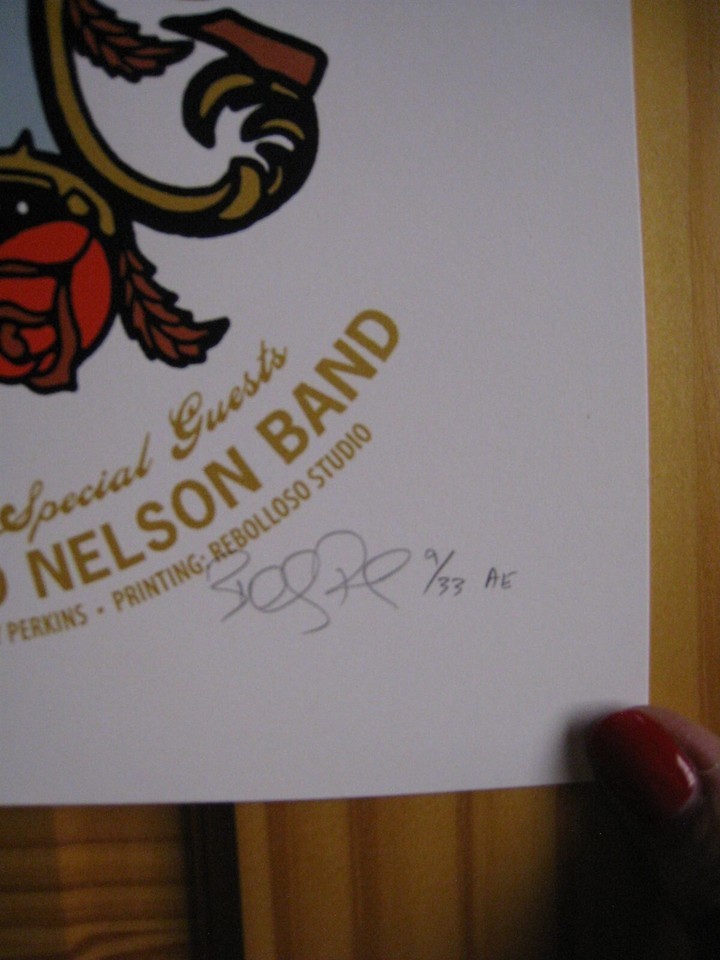 Special Guests
NELSON BAND
PERKINS • PRINTING: REBOLLOSO STUDIO
9/33 AE